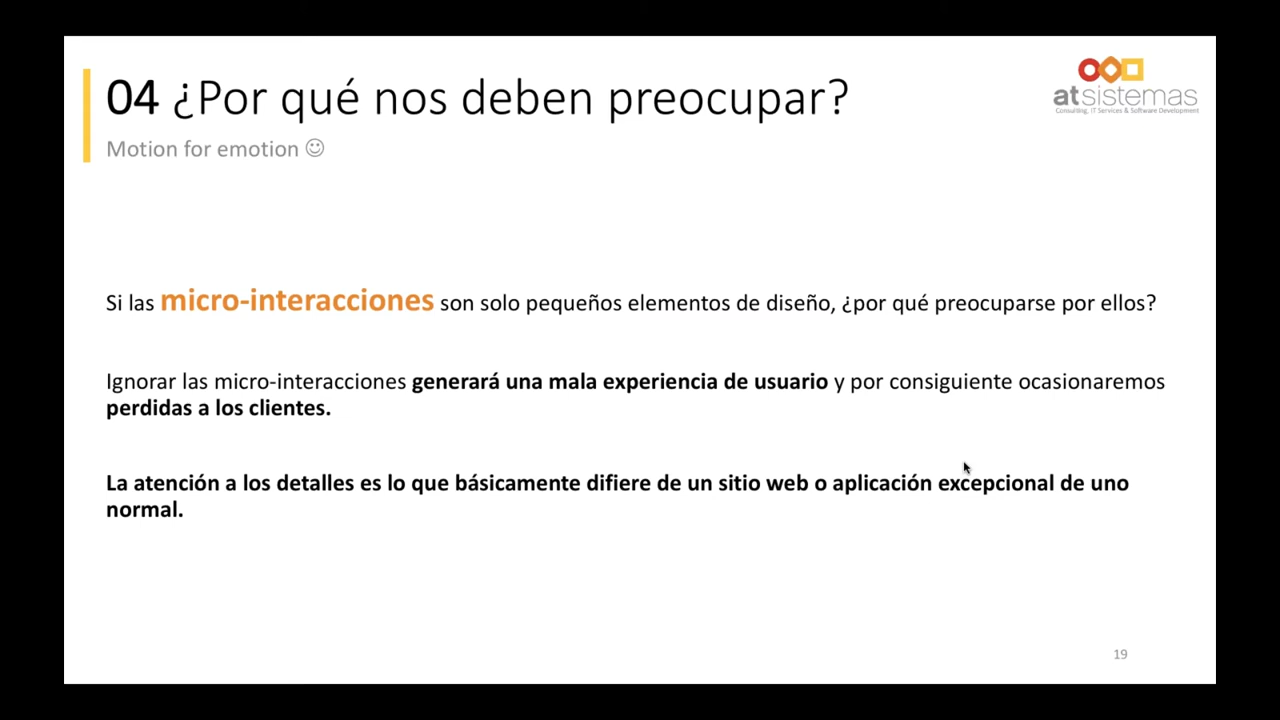 04 ¿Por qué nos deben preocupar?
Motion for emotion ☺
atsistemas
Consulting, IT Services & Software Development
Si las micro-interacciones son solo pequeños elementos de diseño, ¿por qué preocuparse por ellos?
Ignorar las micro-interacciones generará una mala experiencia de usuario y por consiguiente ocasionaremos
perdidas a los clientes.
La atención a los detalles es lo que básicamente difiere de un sitio web o aplicación excepcional de uno
normal.
19